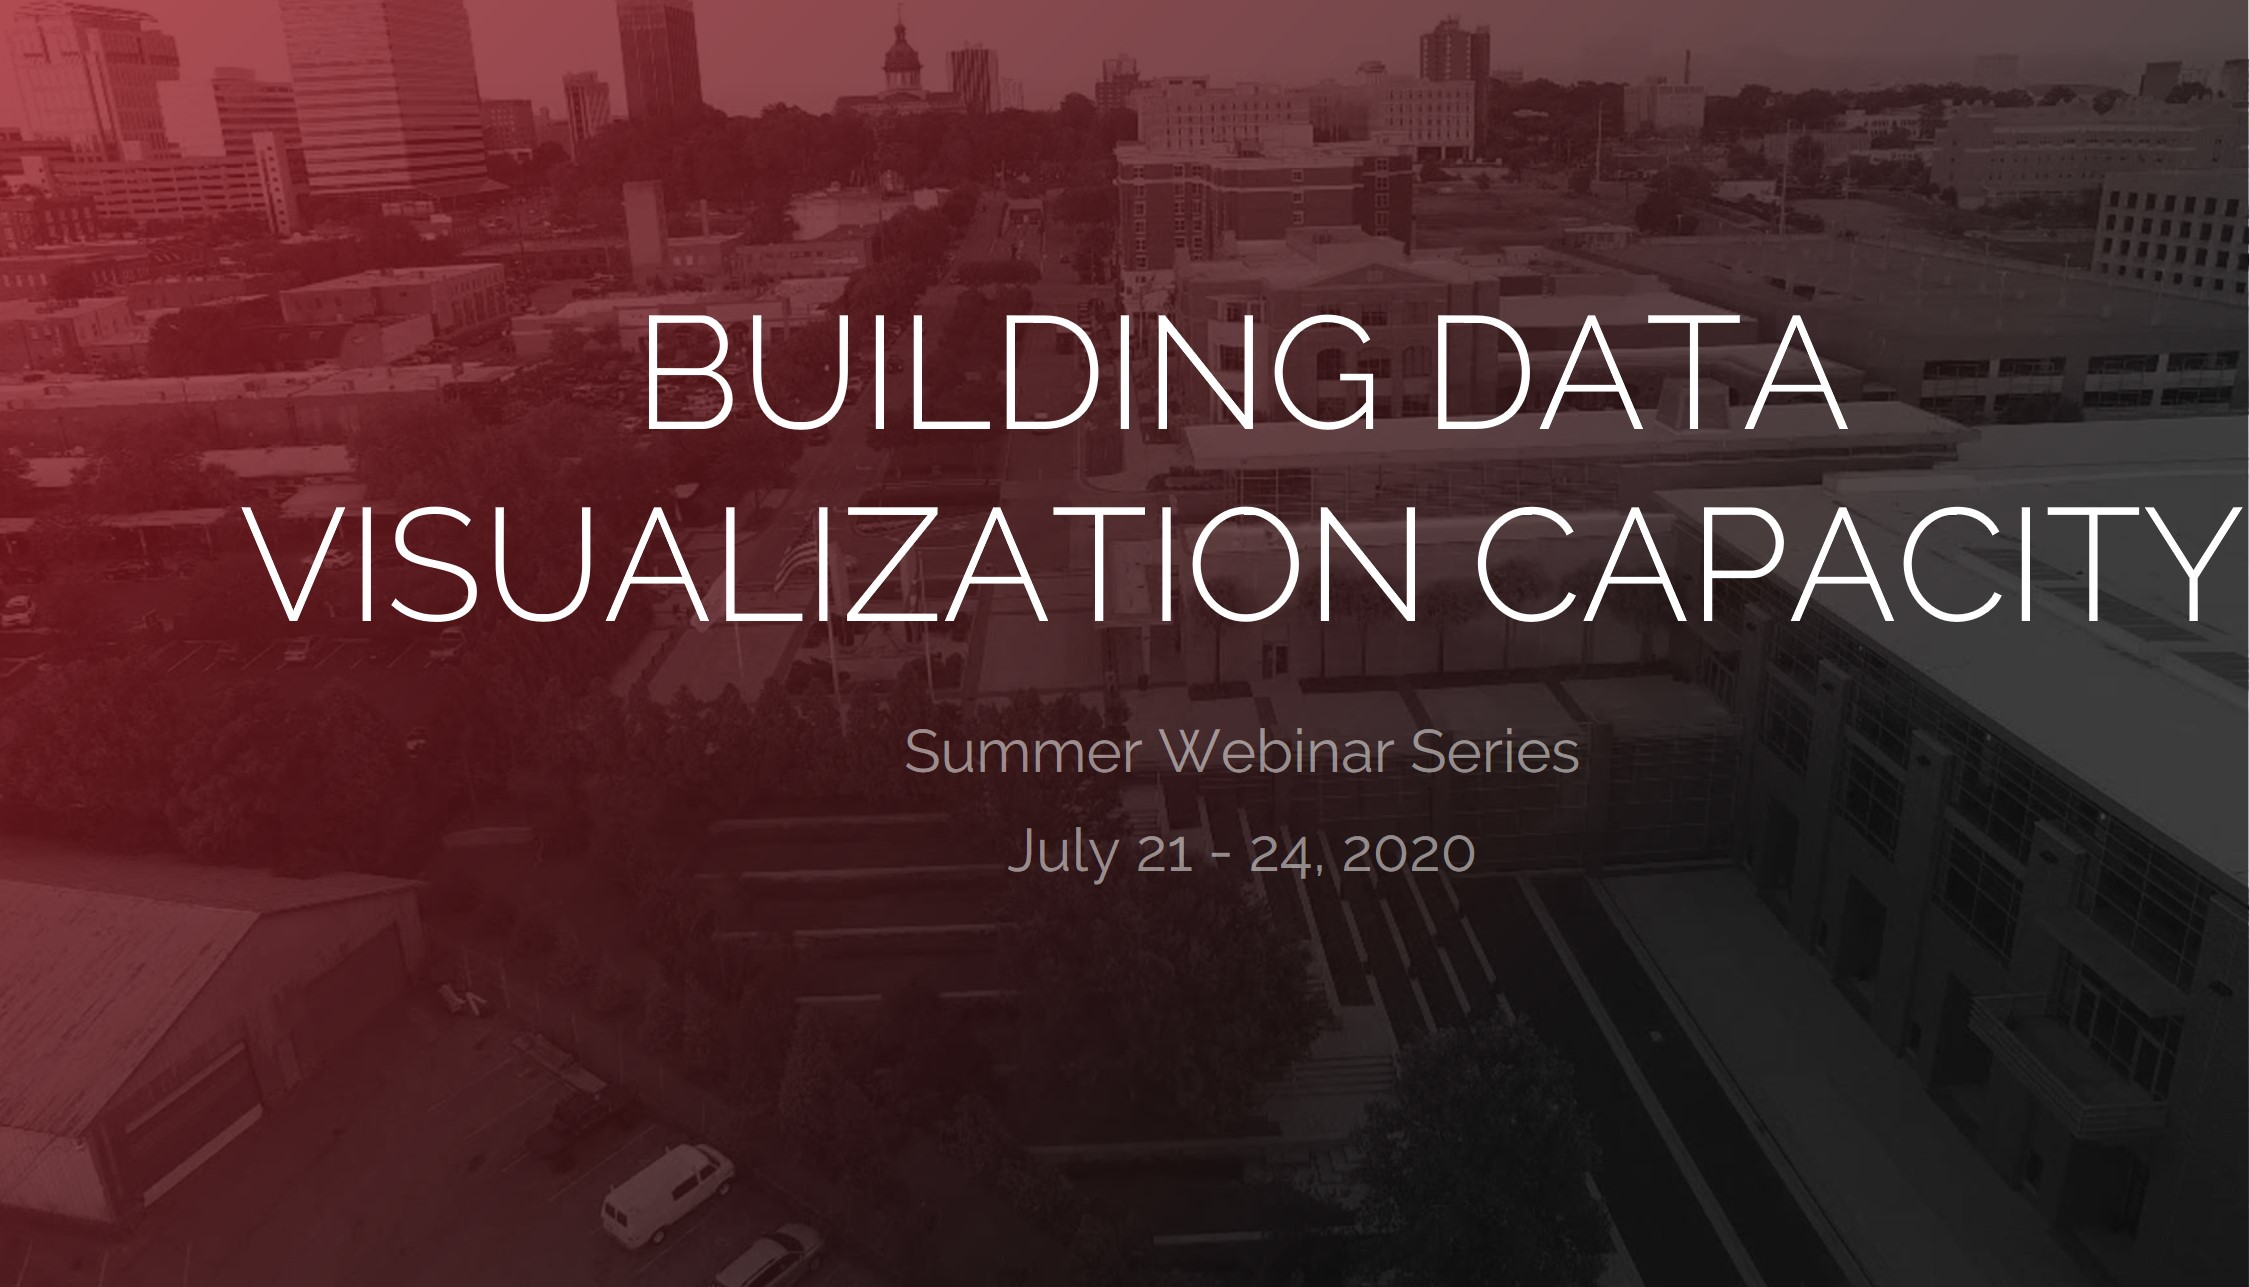 BUILDING DATA
VISUALIZATION CAPACITY
Summer Webinar Series
July 21 - 24, 2020